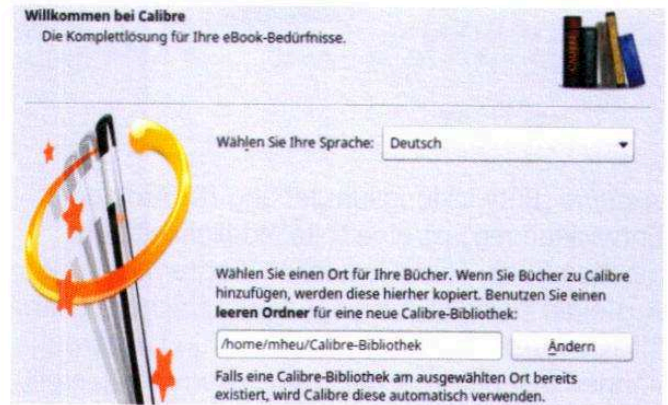 Willkommen bei Calibre
Die Komplettlösung für Ihre eBook-Bedürfnisse.
CALIBRE
Wählen Sie Ihre Sprache: Deutsch
Wählen Sie einen Ort für Ihre Bücher. Wenn Sie Bücher zu Calibre
hinzufügen, werden diese hierher kopiert. Benutzen Sie einen
leeren Ordner für eine neue Calibre-Bibliothek:
/home/mheu/Calibre-Bibliothek Ändern
Falls eine Calibre-Bibliothek am ausgewählten Ort bereits
existiert, wird Calibre diese automatisch verwenden.